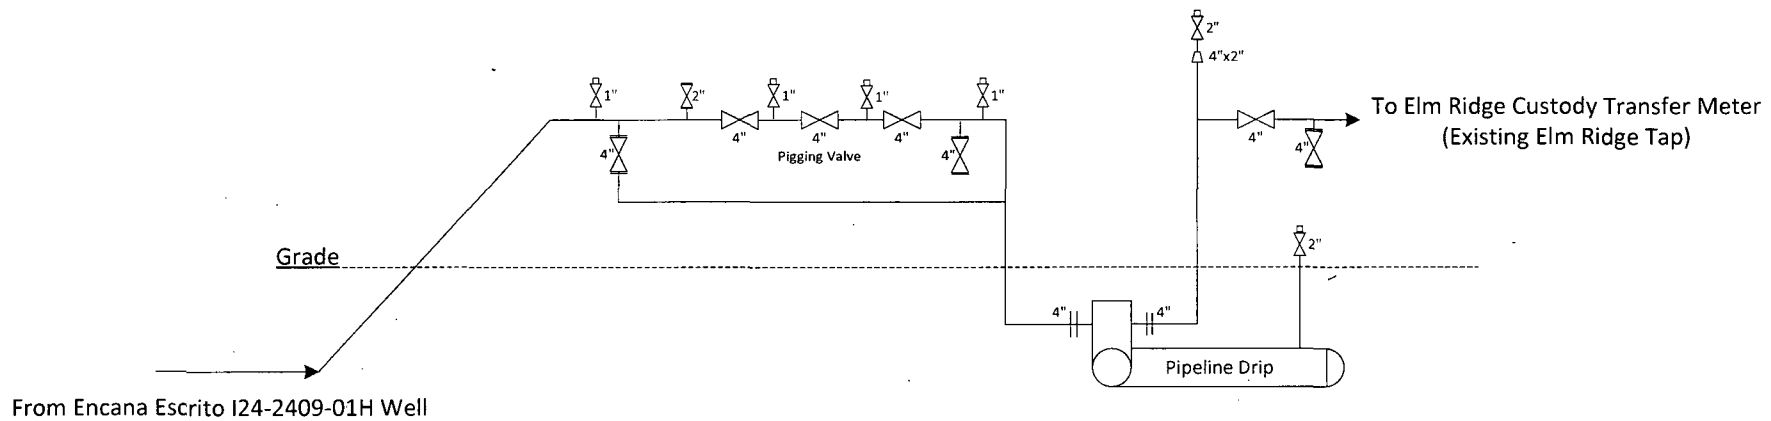 2"
4"x2"
1"
2"
1"
1"
1"
To Elm Ridge Custody Transfer Meter
(Existing Elm Ridge Tap)
4"
4"
4"
4"
4"
4"
4"
Pigging Valve
Grade
2"
4"
4"
Pipeline Drip
From Encana Escrito I24-2409-01H Well